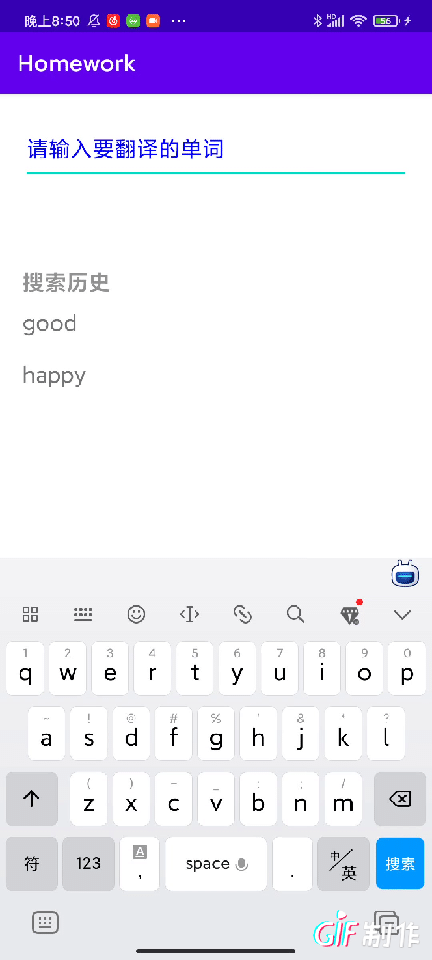 晚上8:50 HD 56
Homework
请输入要翻译的单词
搜索历史
good
happy
1 2 3 4 5 6 7 8 9 0
q w e r t y u i o p
~ ! @ # % ' & * ?
a s d f g h j k l
( ) - _ : ; /
z x c v b n m
符 123 A , space . 中/英 搜索
GIF制作